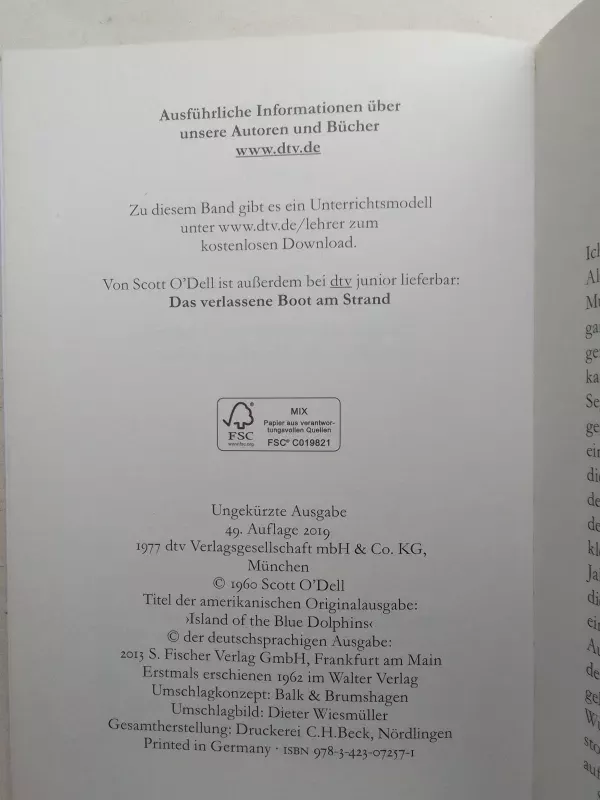 Ausführliche Informationen über
unsere Autoren und Bücher
www.dtv.de
Zu diesem Band gibt es ein Unterrichtsmodell
unter www.dtv.de/lehrer zum
kostenlosen Download.
Von Scott O'Dell ist außerdem bei dtv junior lieferbar:
Das verlassene Boot am Strand
FSC
www.fsc.org
MIX
Papier aus verantwor-
tungsvollen Quellen
FSC® C019821
Ungekürzte Ausgabe
49. Auflage 2019
1977 dtv Verlagsgesellschaft mbH & Co. KG,
München
© 1960 Scott O'Dell
Titel der amerikanischen Originalausgabe:
›Island of the Blue Dolphins‹
© der deutschsprachigen Ausgabe:
2013 S. Fischer Verlag GmbH, Frankfurt am Main
Erstmals erschienen 1962 im Walter Verlag
Umschlagkonzept: Balk & Brumshagen
Umschlagbild: Dieter Wiesmüller
Gesamtherstellung: Druckerei C.H.Beck, Nördlingen
Printed in Germany · ISBN 978-3-423-07257-1